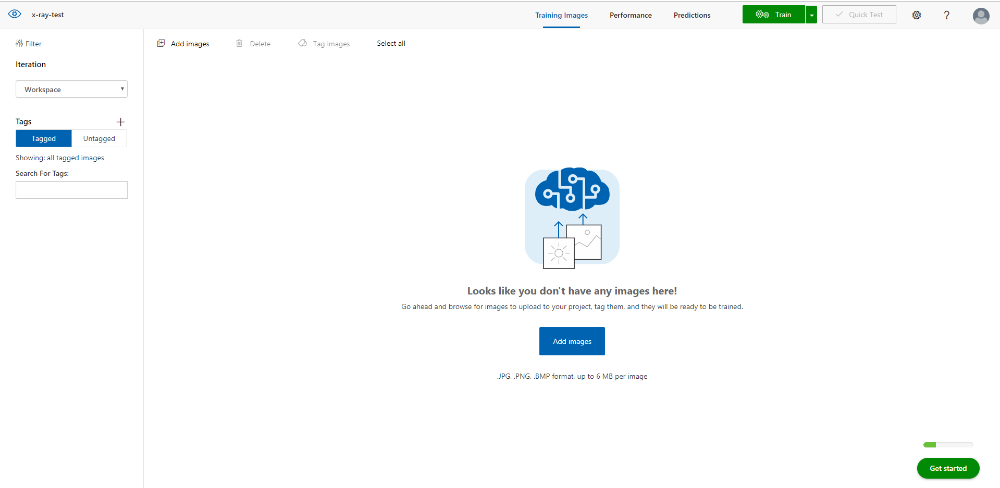 x-ray-test
Training Images
Performance
Predictions
Train
Quick Test
?
Filter
Add images
Delete
Tag images
Select all
Iteration
Workspace
Tags
Tagged
Untagged
Showing: all tagged images
Search For Tags:
Looks like you don't have any images here!
Go ahead and browse for images to upload to your project, tag them, and they will be ready to be trained.
Add images
.JPG, .PNG, .BMP format, up to 6 MB per image
Get started